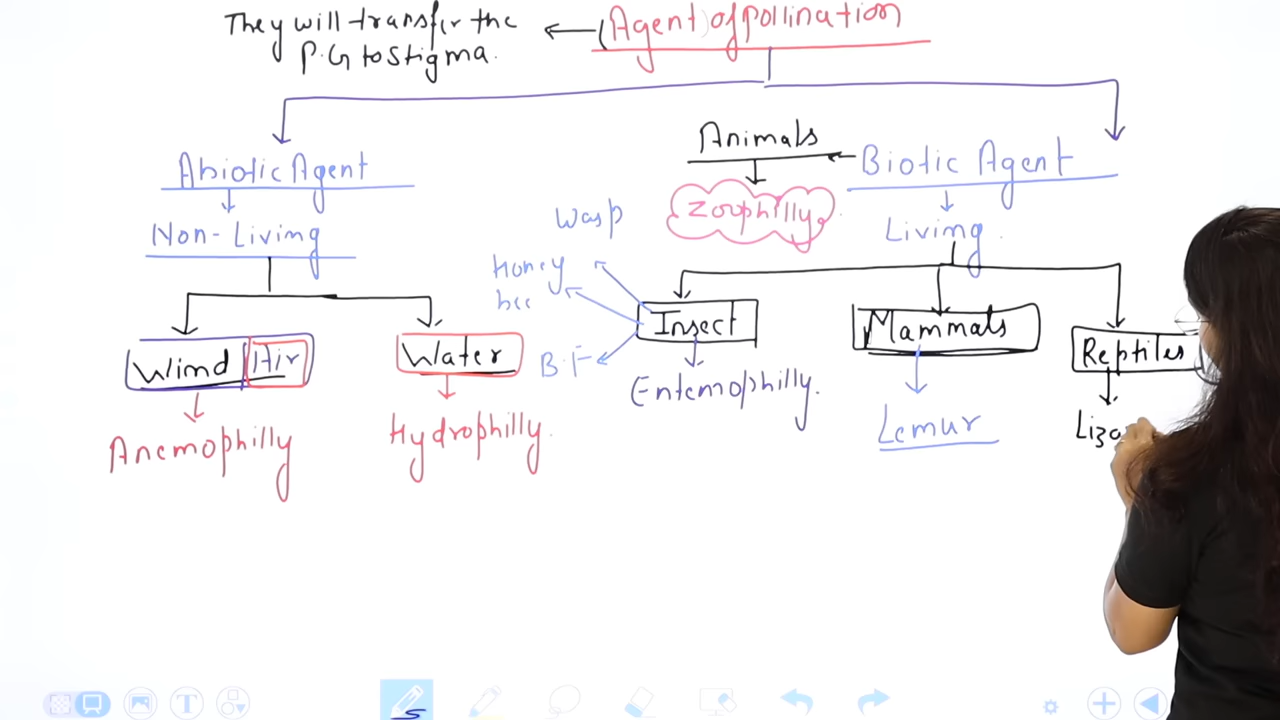 They will transfer the
P.G to stigma.
(Agent) of pollination
Abiotic Agent
Non-Living
Wind Air
Anemophilly
Water
Hydrophilly.
Animals
Zoophilly
Biotic Agent
Living
Wasp
Honey
bee
B.F
Insect
Entemophilly.
Mammals
Lemur
Reptiles
T